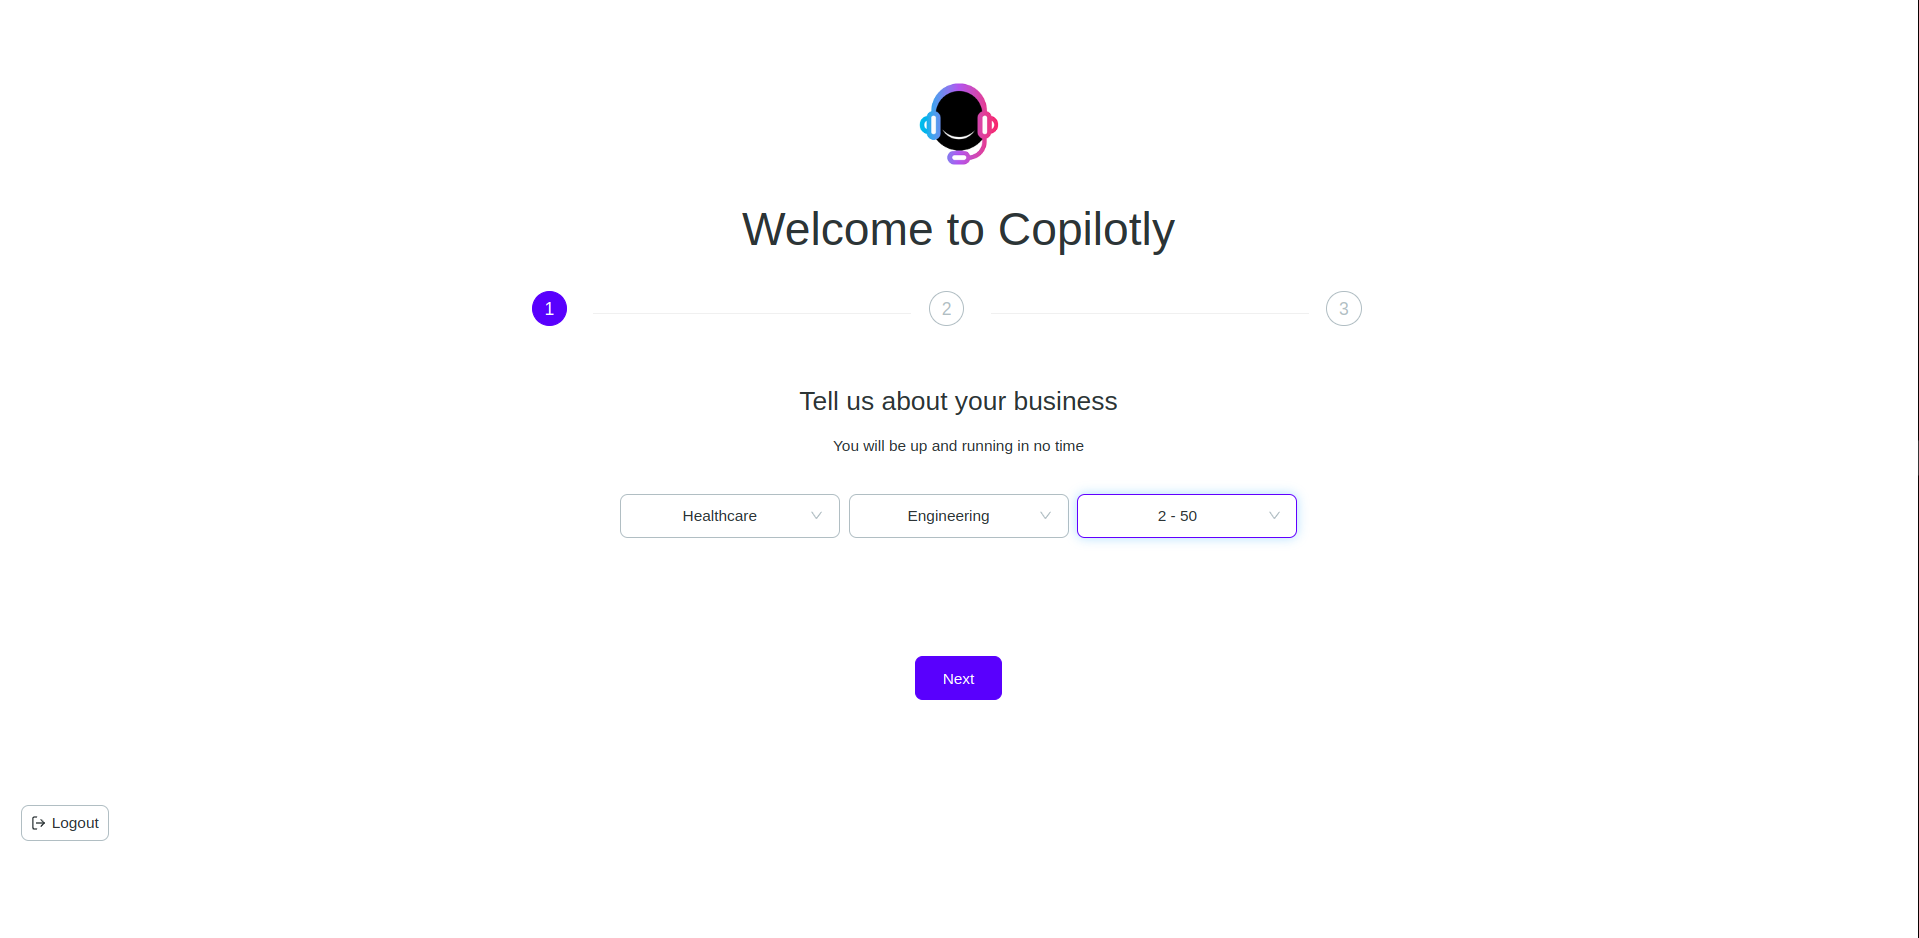 Welcome to Copilotly
1
2
3
Tell us about your business
You will be up and running in no time
Healthcare
Engineering
2 - 50
Next
Logout